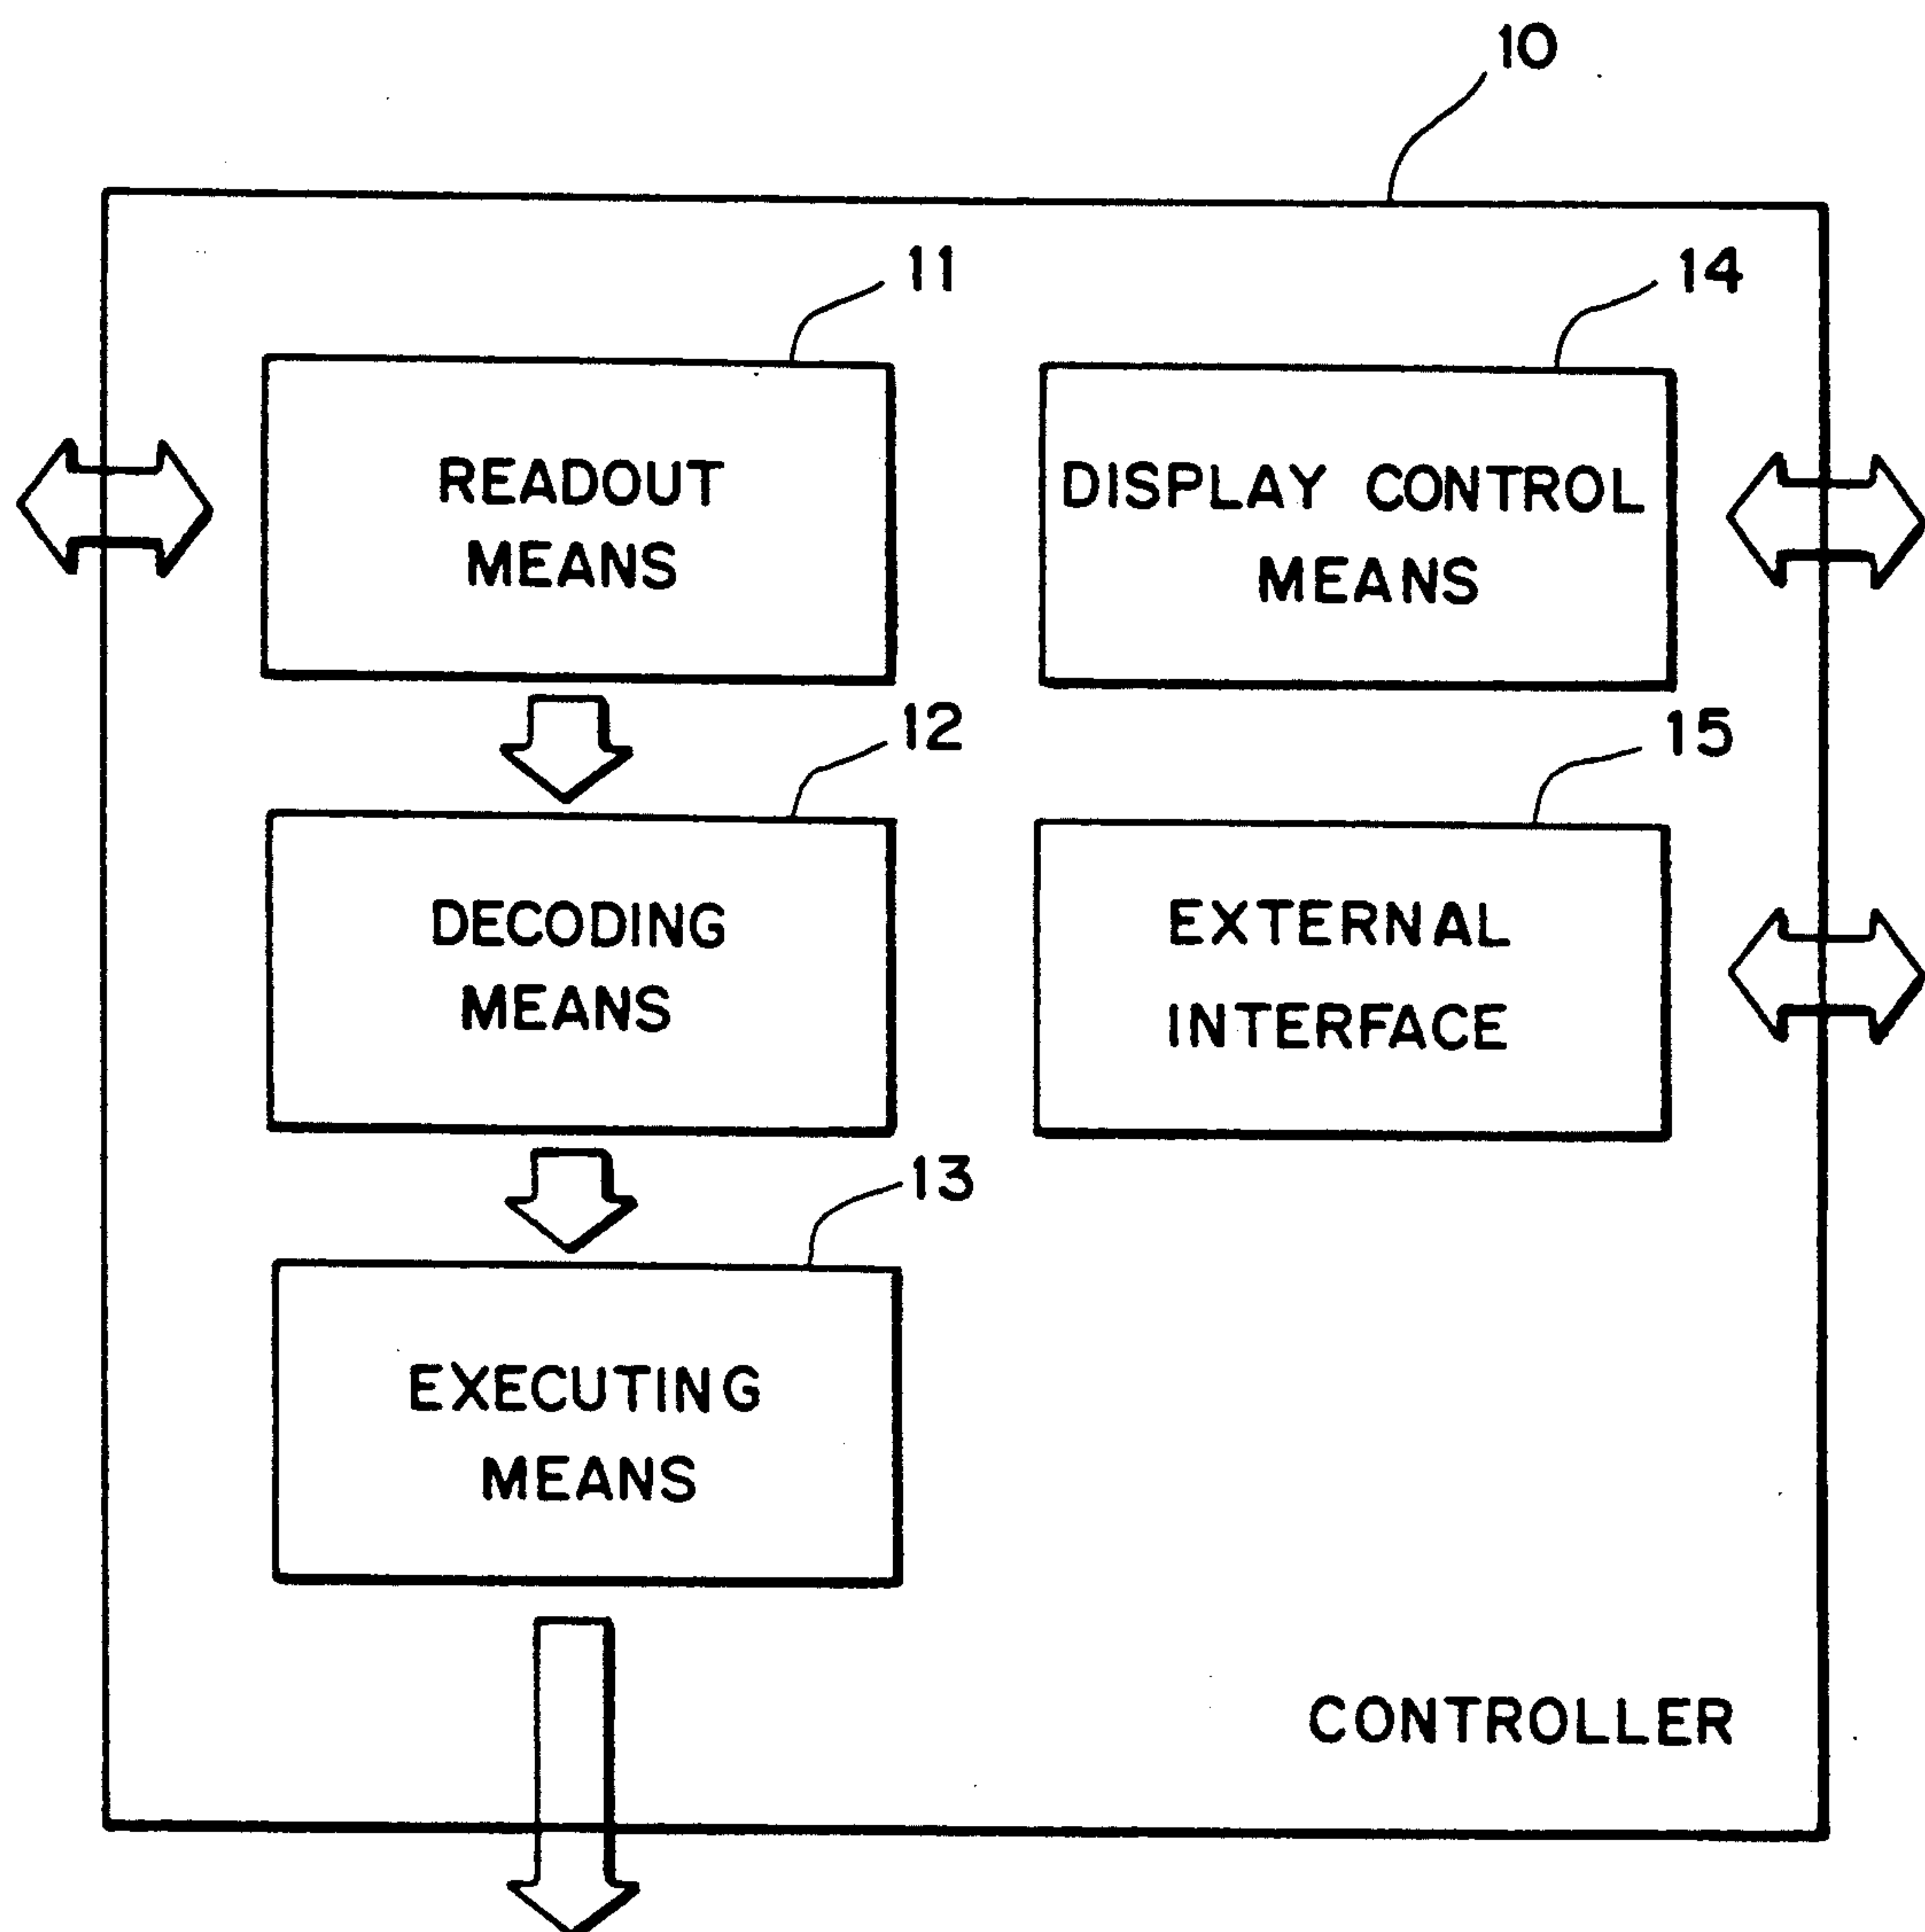 10
11
14
READOUT
MEANS
DISPLAY CONTROL
MEANS
12
15
DECODING
MEANS
EXTERNAL
INTERFACE
13
EXECUTING
MEANS
CONTROLLER